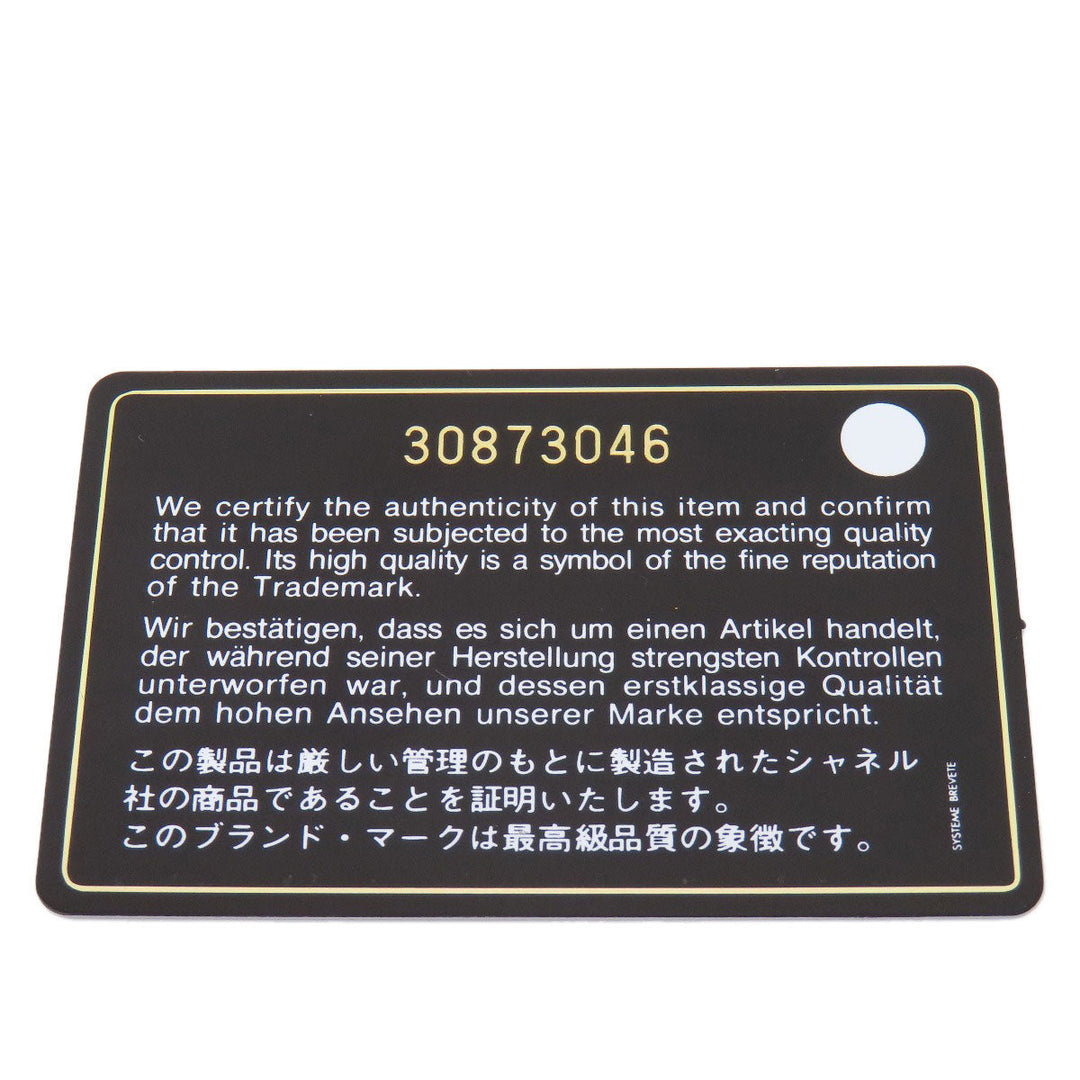 30873046
We certify the authenticity of this item and confirm
that it has been subjected to the most exacting quality
control. Its high quality is a symbol of the fine reputation
of the Trademark.
Wir bestätigen, dass es sich um einen Artikel handelt,
der während seiner Herstellung strengsten Kontrollen
unterworfen war, und dessen erstklassige Qualität
dem hohen Ansehen unserer Marke entspricht.
この製品は厳しい管理のもとに製造されたシャネル
社の商品であることを証明いたします。
このブランド・マークは最高級品質の象徴です。
SYSTEME BREVETE